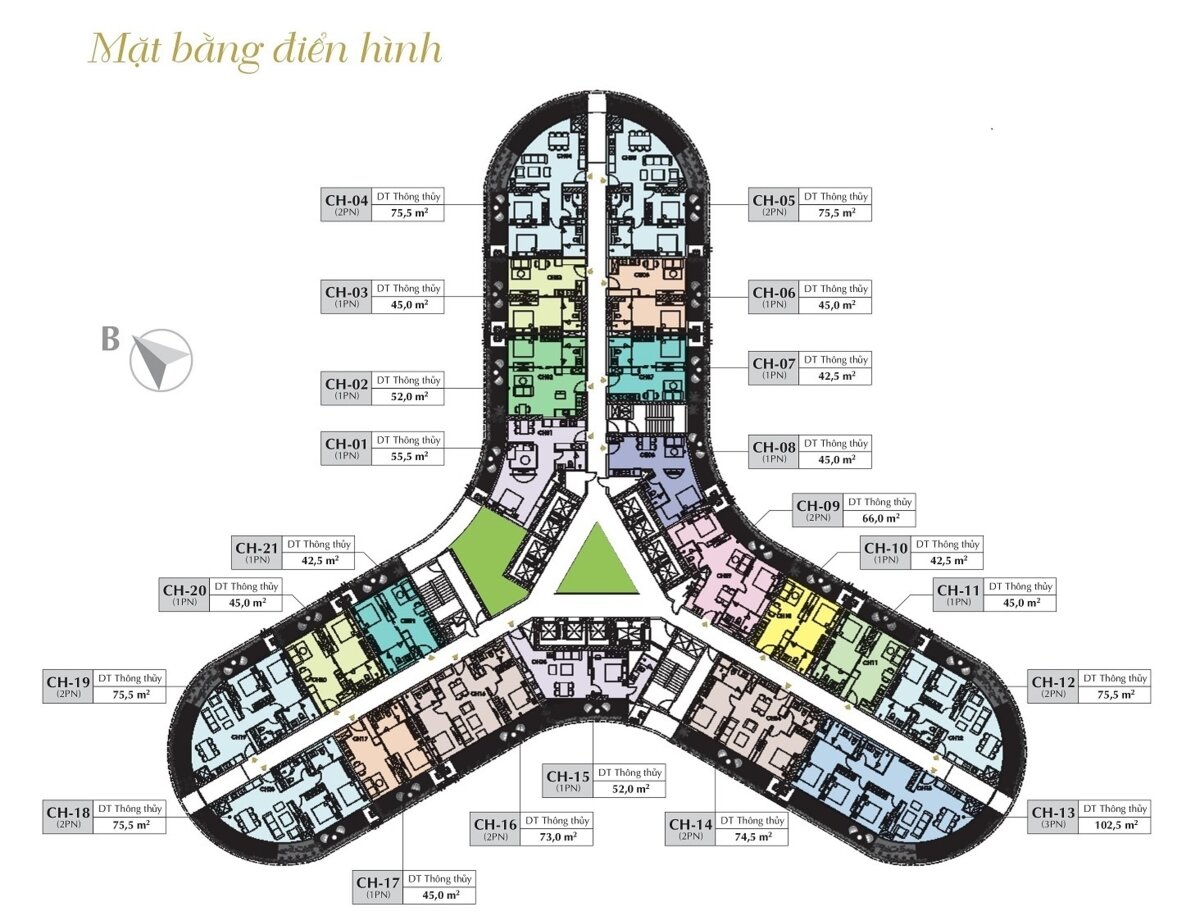 Mặt bằng điển hình
CH-04
(2PN)
DT Thông thủy
75,5 m²
CH-05
(2PN)
DT Thông thủy
75,5 m²
CH-03
(1PN)
DT Thông thủy
45,0 m²
CH-06
(1PN)
DT Thông thủy
45,0 m²
B
CH-02
(1PN)
DT Thông thủy
52,0 m²
CH-07
(1PN)
DT Thông thủy
42,5 m²
CH-01
(1PN)
DT Thông thủy
55,5 m²
CH-08
(1PN)
DT Thông thủy
45,0 m²
CH-09
(2PN)
DT Thông thủy
66,0 m²
CH-21
(1PN)
DT Thông thủy
42,5 m²
CH-10
(1PN)
DT Thông thủy
42,5 m²
CH-20
(1PN)
DT Thông thủy
45,0 m²
CH-11
(1PN)
DT Thông thủy
45,0 m²
CH-19
(2PN)
DT Thông thủy
75,5 m²
CH-12
(2PN)
DT Thông thủy
75,5 m²
CH-15
(1PN)
DT Thông thủy
52,0 m²
CH-18
(2PN)
DT Thông thủy
75,5 m²
CH-16
(2PN)
DT Thông thủy
73,0 m²
CH-14
(2PN)
DT Thông thủy
74,5 m²
CH-13
(3PN)
DT Thông thủy
102,5 m²
CH-17
(1PN)
DT Thông thủy
45,0 m²